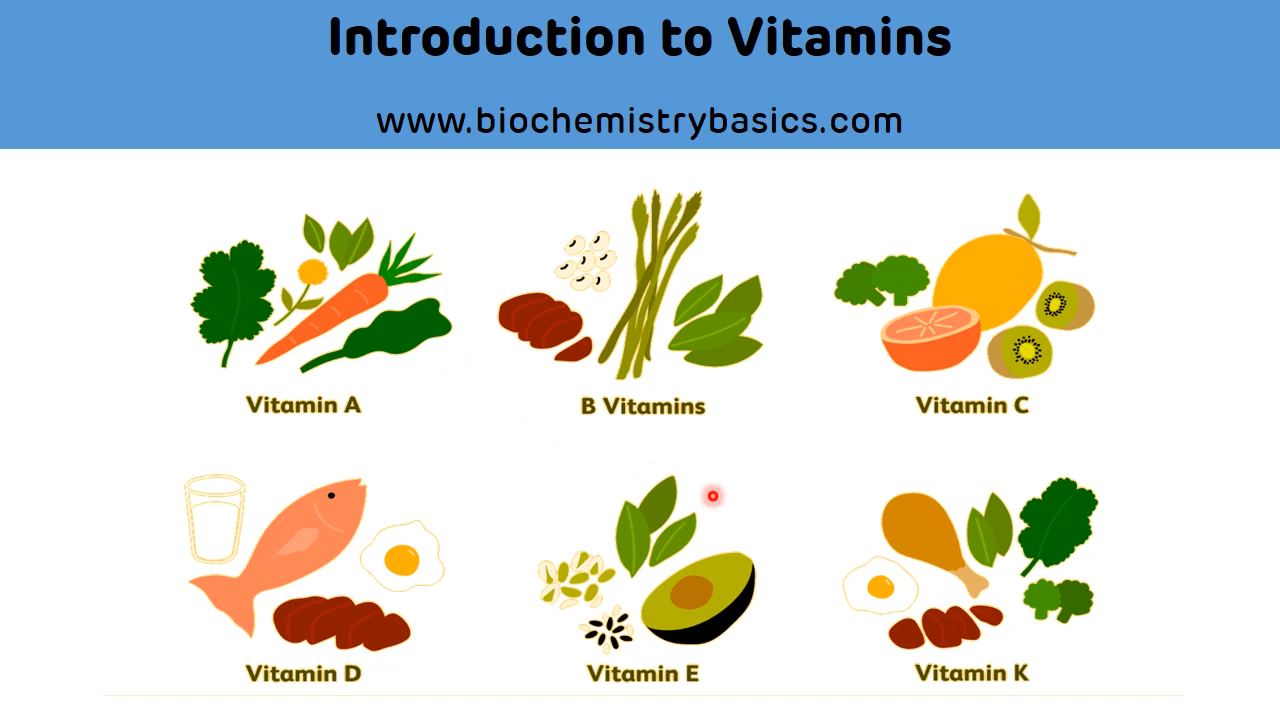 Introduction to Vitamins
www.biochemistrybasics.com
Vitamin A
B Vitamins
Vitamin C
Vitamin D
Vitamin E
Vitamin K